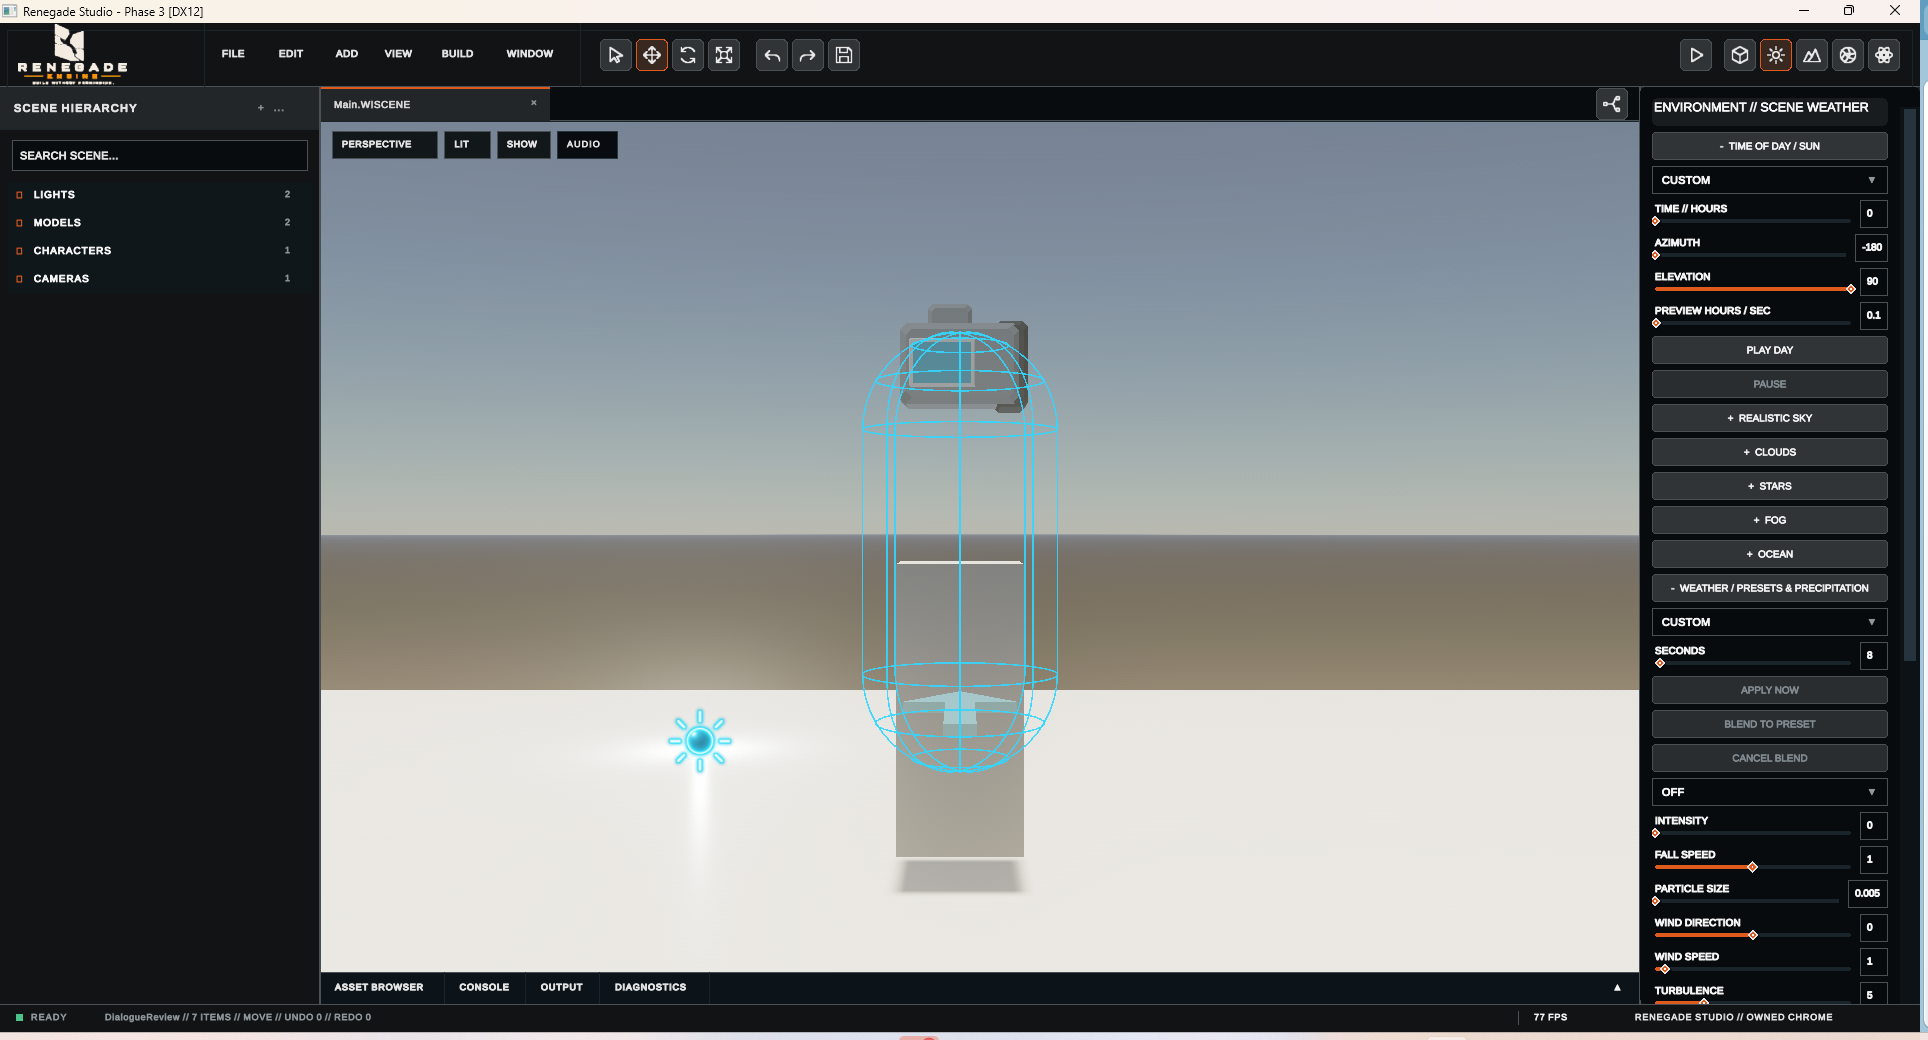 Renegade Studio - Phase 3 [DX12]
RENEGADE
ENGINE
FILE EDIT ADD VIEW BUILD WINDOW
SCENE HIERARCHY + ...
SEARCH SCENE...
LIGHTS 2
MODELS 2
CHARACTERS 1
CAMERAS 1
Main.WISCENE ×
PERSPECTIVE LIT SHOW AUDIO
ENVIRONMENT // SCENE WEATHER
- TIME OF DAY / SUN
CUSTOM
TIME // HOURS 0
AZIMUTH -180
ELEVATION 90
PREVIEW HOURS / SEC 0.1
PLAY DAY
PAUSE
+ REALISTIC SKY
+ CLOUDS
+ STARS
+ FOG
+ OCEAN
- WEATHER / PRESETS & PRECIPITATION
CUSTOM
SECONDS 8
APPLY NOW
BLEND TO PRESET
CANCEL BLEND
OFF
INTENSITY 0
FALL SPEED 1
PARTICLE SIZE 0.005
WIND DIRECTION 0
WIND SPEED 1
TURBULENCE 5
ASSET BROWSER CONSOLE OUTPUT DIAGNOSTICS
READY DialogueReview // 7 ITEMS // MOVE // UNDO 0 // REDO 0 77 FPS RENEGADE STUDIO // OWNED CHROME